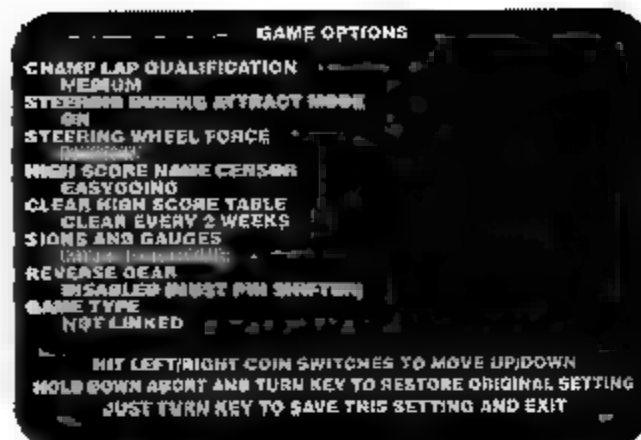 GAME OPTIONS
CHAMP LAP QUALIFICATION
MEDIUM
STEERING DURING ATTRACT MODE
ON
STEERING WHEEL FORCE
HIGH SCORE NAME CENSOR
EASYGOING
CLEAR HIGH SCORE TABLE
CLEAR EVERY 2 WEEKS
SIGNS AND GAUGES
REVERSE GEAR
DISABLED (MUST PIN SHIFTER)
GAME TYPE
NOT LINKED
HIT LEFT/RIGHT COIN SWITCHES TO MOVE UP/DOWN
HOLD DOWN ABORT AND TURN KEY TO RESTORE ORIGINAL SETTING
JUST TURN KEY TO SAVE THIS SETTING AND EXIT